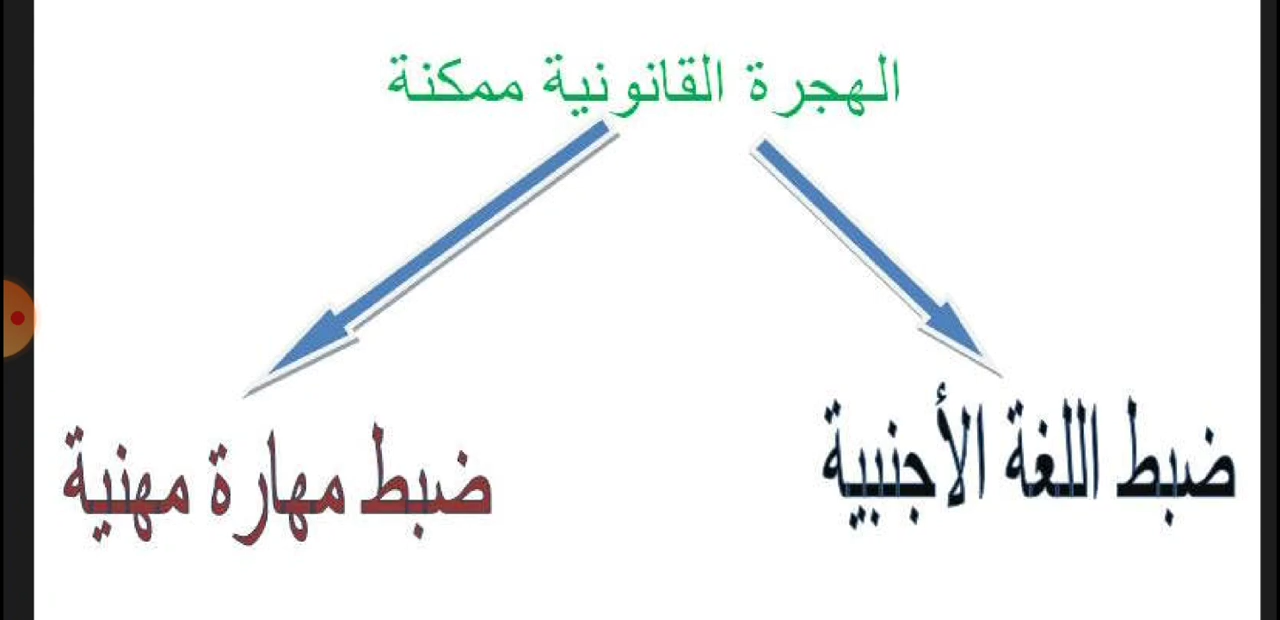 الهجرة القانونية ممكنة
ضبط اللغة الأجنبية
ضبط مهارة مهنية